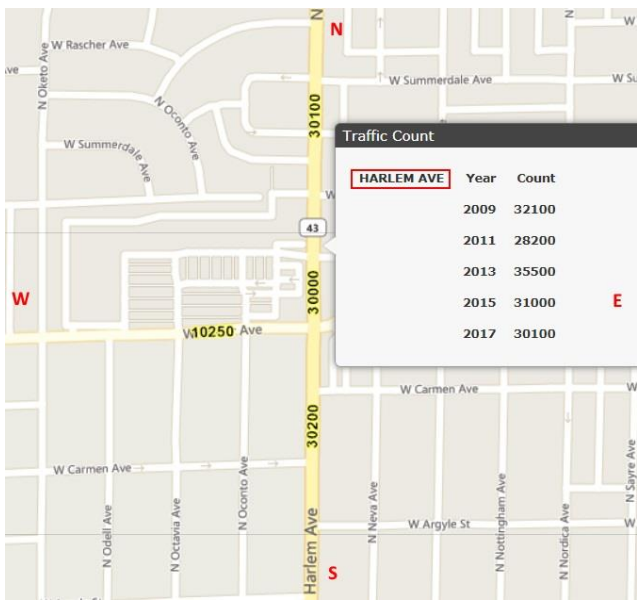 N
N
W Rascher Ave
N Oketo Ave
ve
W Summerdale Ave
W Su
N Oconto Ave
30100
W Summerdale Ave
Traffic Count
HARLEM AVE Year Count
2009 32100
2011 28200
2013 35500
2015 31000
2017 30100
43
W
E
30000
10250 Ave
30200
W Carmen Ave
W
W Carmen Ave
N Sayre Ave
N Odell Ave
N Octavia Ave
N Oconto Ave
Harlem Ave
N Neva Ave
W Argyle St
N Nottingham Ave
N Nordica Ave
W
S